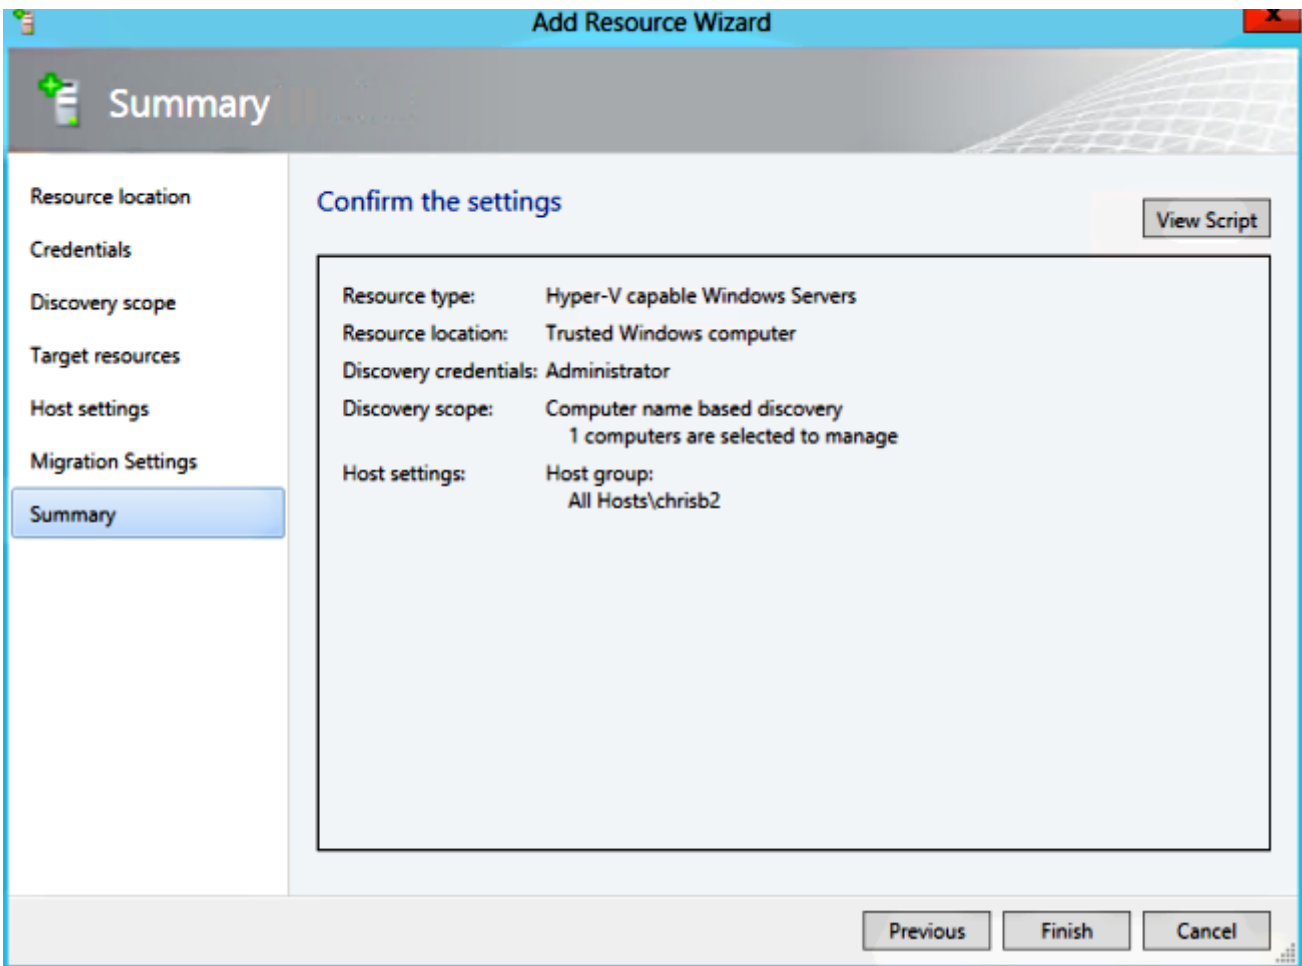 Add Resource Wizard
x
Summary
Resource location
Credentials
Discovery scope
Target resources
Host settings
Migration Settings
Summary
Confirm the settings
View Script
Resource type: Hyper-V capable Windows Servers
Resource location: Trusted Windows computer
Discovery credentials: Administrator
Discovery scope: Computer name based discovery
1 computers are selected to manage
Host settings: Host group:
All Hosts\chrisb2
Previous Finish Cancel